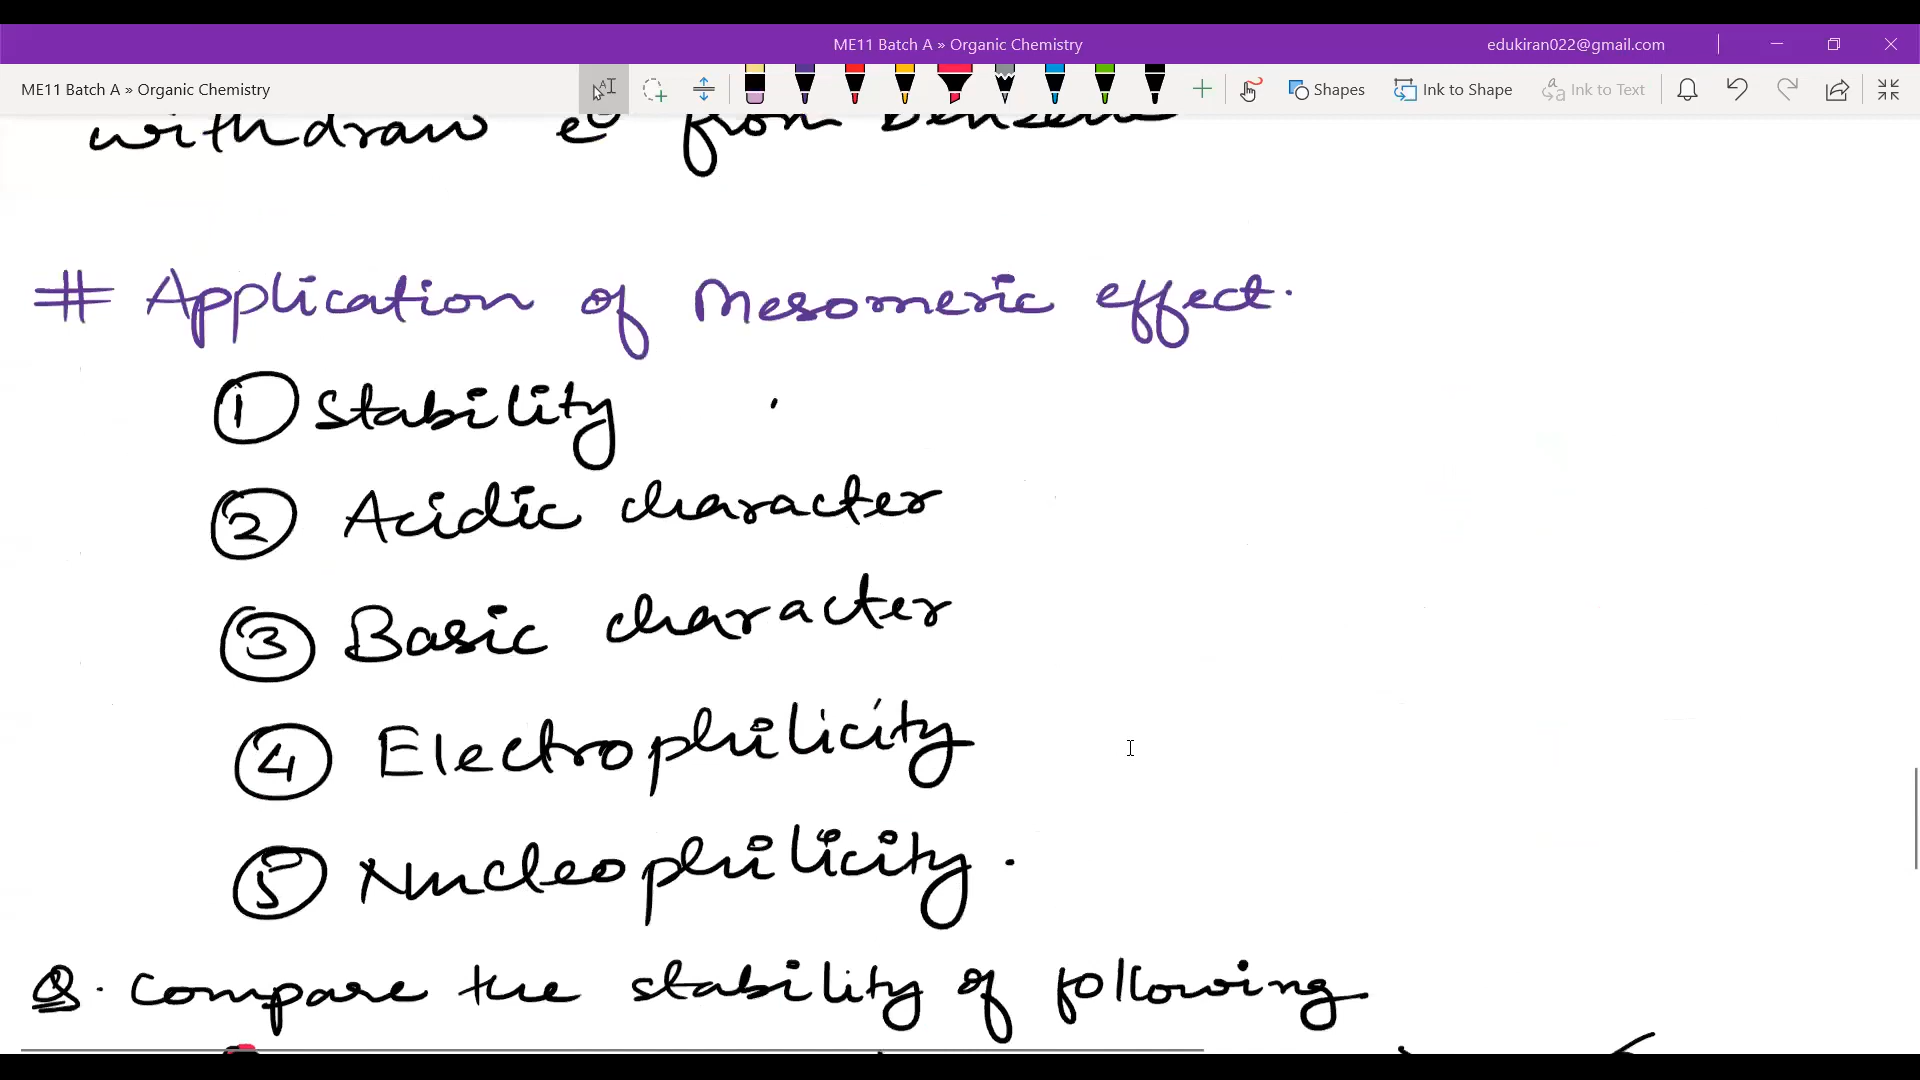 ME11 Batch A » Organic Chemistry
edukiran022@gmail.com
ME11 Batch A » Organic Chemistry
Shapes
Ink to Shape
Ink to Text
withdraw e⊖ from benzene
# Application of Mesomeric effect.
① Stability
② Acidic character
③ Basic character
④ Electrophilicity
⑤ Nucleophilicity.
Q. Compare the stability of following